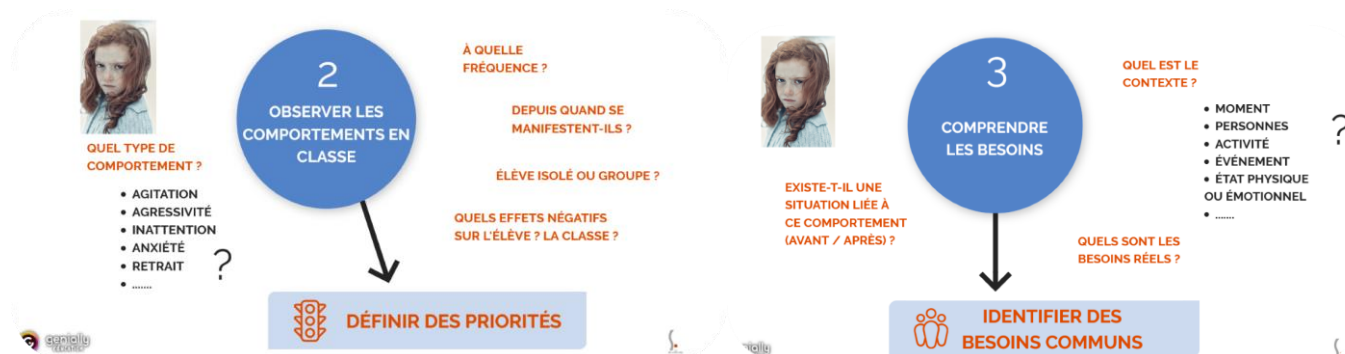 2
OBSERVER LES
COMPORTEMENTS EN
CLASSE
QUEL TYPE DE
COMPORTEMENT ?
• AGITATION
• AGRESSIVITÉ
• INATTENTION
• ANXIÉTÉ
• RETRAIT
• .......
?
À QUELLE
FRÉQUENCE ?
DEPUIS QUAND SE
MANIFESTENT-ILS ?
ÉLÈVE ISOLÉ OU GROUPE ?
QUELS EFFETS NÉGATIFS
SUR L'ÉLÈVE ? LA CLASSE ?
DÉFINIR DES PRIORITÉS
genially
3
COMPRENDRE
LES BESOINS
EXISTE-T-IL UNE
SITUATION LIÉE À
CE COMPORTEMENT
(AVANT / APRÈS) ?
QUEL EST LE
CONTEXTE ?
• MOMENT
• PERSONNES
• ACTIVITÉ
• ÉVÉNEMENT
• ÉTAT PHYSIQUE
OU ÉMOTIONNEL
• .......
?
QUELS SONT LES
BESOINS RÉELS ?
IDENTIFIER DES
BESOINS COMMUNS